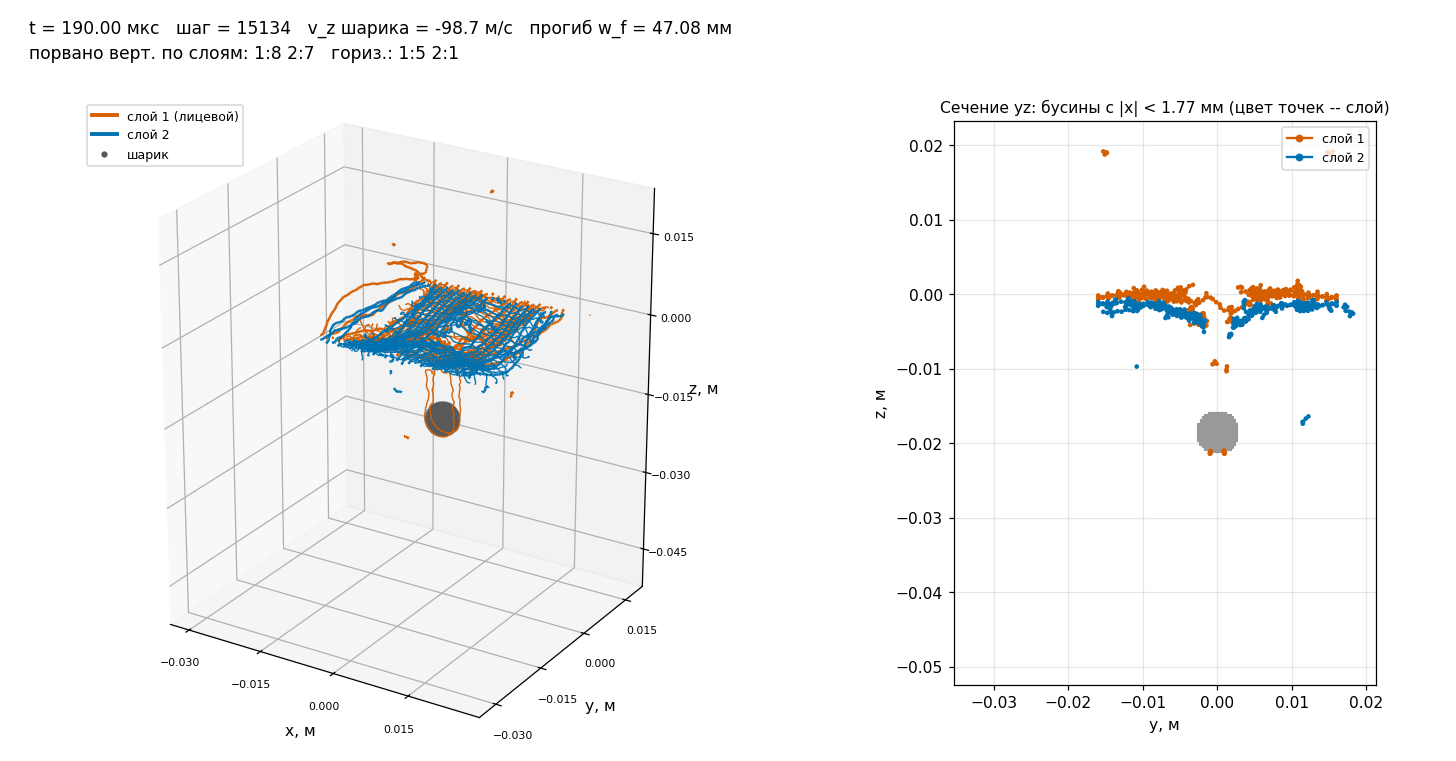 t = 190.00 мкс   шаг = 15134   v_z шарика = -98.7 м/с   прогиб w_f = 47.08 мм
порвано верт. по слоям: 1:8 2:7   гориз.: 1:5 2:1
слой 1 (лицевой)
слой 2
шарик
0.015
0.000
−0.015
−0.030
−0.045
z, м
0.015
0.000
−0.015
−0.030
y, м
−0.030
−0.015
0.000
0.015
x, м
Сечение yz: бусины с |x| < 1.77 мм (цвет точек -- слой)
слой 1
слой 2
0.02
0.01
0.00
−0.01
−0.02
−0.03
−0.04
−0.05
z, м
−0.03
−0.02
−0.01
0.00
0.01
0.02
y, м